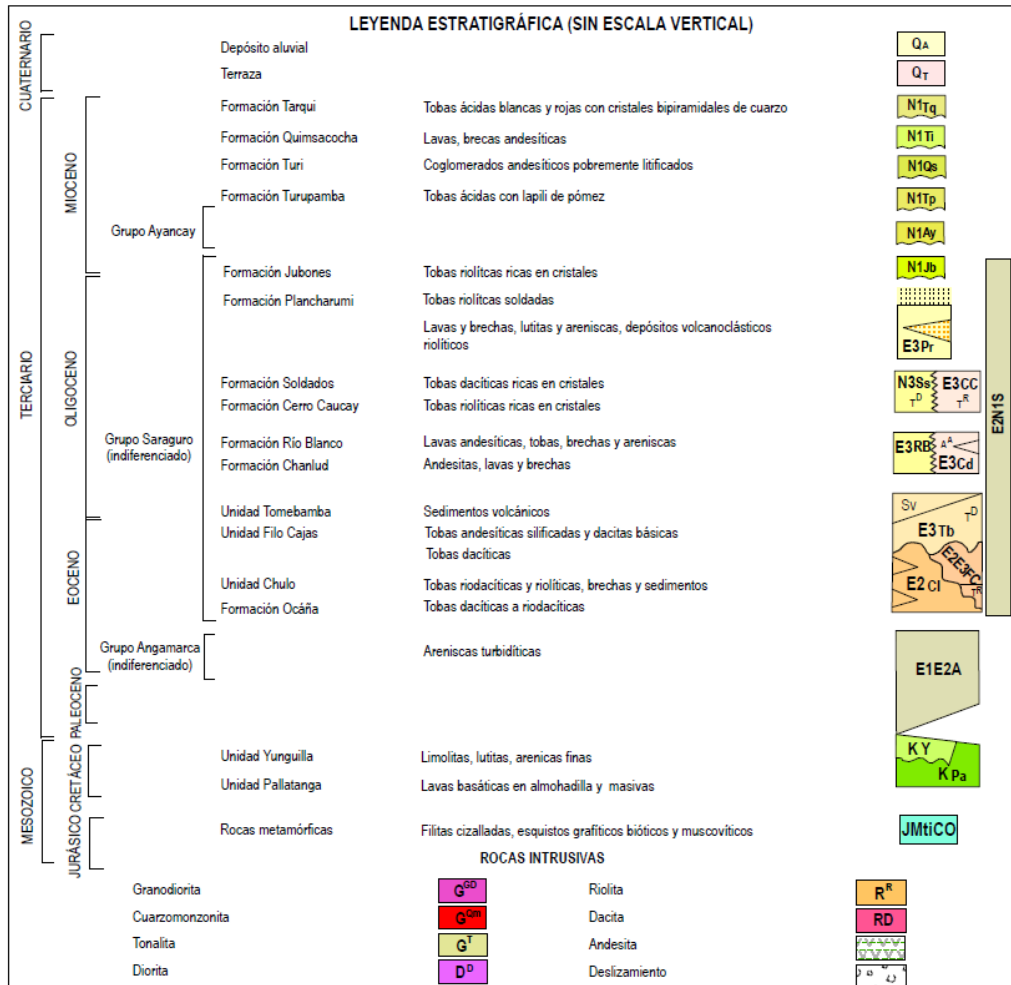 LEYENDA ESTRATIGRÁFICA (SIN ESCALA VERTICAL)
CUATERNARIO
Depósito aluvial QA
Terraza QT
TERCIARIO
MIOCENO
Formación Tarqui Tobas ácidas blancas y rojas con cristales bipiramidales de cuarzo N1Tq
Formación Quimsacocha Lavas, brecas andesíticas N1Ti
Formación Turi Coglomerados andesíticos pobremente litificados N1Qs
Formación Turupamba Tobas ácidas con lapili de pómez N1Tp
Grupo Ayancay N1Ay
OLIGOCENO
Grupo Saraguro
(indiferenciado)
E2N1S
Formación Jubones Tobas riolítcas ricas en cristales N1Jb
Formación Plancharumi Tobas riolítcas soldadas
Lavas y brechas, lutitas y areniscas, depósitos volcanoclásticos
riolíticos
E3Pr
Formación Soldados Tobas dacíticas ricas en cristales N3Ss TD
Formación Cerro Caucay Tobas riolíticas ricas en cristales E3CC TR
Formación Río Blanco Lavas andesíticas, tobas, brechas y areniscas E3RB
Formación Chanlud Andesitas, lavas y brechas AA E3Cd
Unidad Tomebamba Sedimentos volcánicos Sv TD E3Tb
EOCENO
Unidad Filo Cajas Tobas andesíticas silificadas y dacitas básicas E2E3FC
Tobas dacíticas
Unidad Chulo Tobas riodacíticas y riolíticas, brechas y sedimentos E2Cl TR
Formación Ocáña Tobas dacíticas a riodacíticas
Grupo Angamarca
(indiferenciado)
Areniscas turbidíticas E1E2A
PALEOCENO
MESOZOICO
CRETÁCEO
Unidad Yunguilla Limolitas, lutitas, arenicas finas KY
Unidad Pallatanga Lavas basáticas en almohadilla y masivas KPa
JURÁSICO
Rocas metamórficas Filitas cizalladas, esquistos grafíticos bióticos y muscovíticos JMtiCO
ROCAS INTRUSIVAS
Granodiorita GGD Riolita RR
Cuarzomonzonita GQm Dacita RD
Tonalita GT Andesita
Diorita DD Deslizamiento